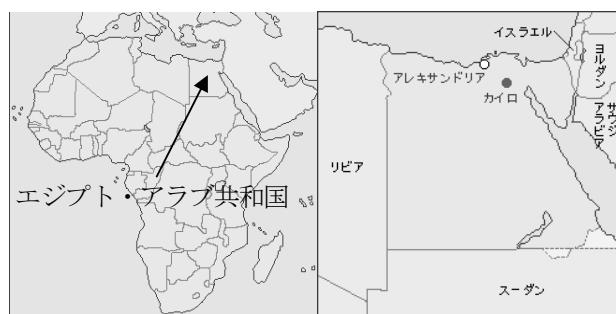 エジプト・アラブ共和国
イスラエル
ヨルダン
アレキサンドリア
カイロ
サウジ
アラビア
リビア
スーダン